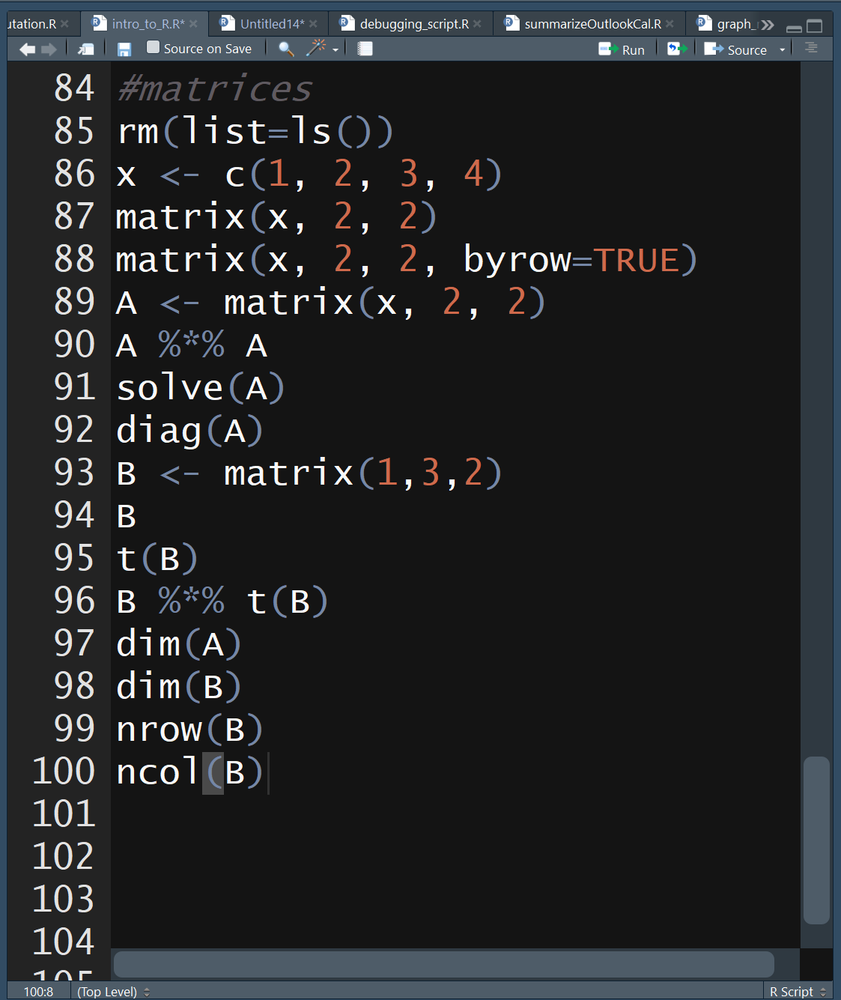 utation.R intro_to_R.R* Untitled14* debugging_script.R summarizeOutlookCal.R graph_
Source on Save Run Source
84 #matrices
85 rm(list=ls())
86 x <- c(1, 2, 3, 4)
87 matrix(x, 2, 2)
88 matrix(x, 2, 2, byrow=TRUE)
89 A <- matrix(x, 2, 2)
90 A %*% A
91 solve(A)
92 diag(A)
93 B <- matrix(1,3,2)
94 B
95 t(B)
96 B %*% t(B)
97 dim(A)
98 dim(B)
99 nrow(B)
100 ncol(B)
101
102
103
104
105
100:8 (Top Level) R Script